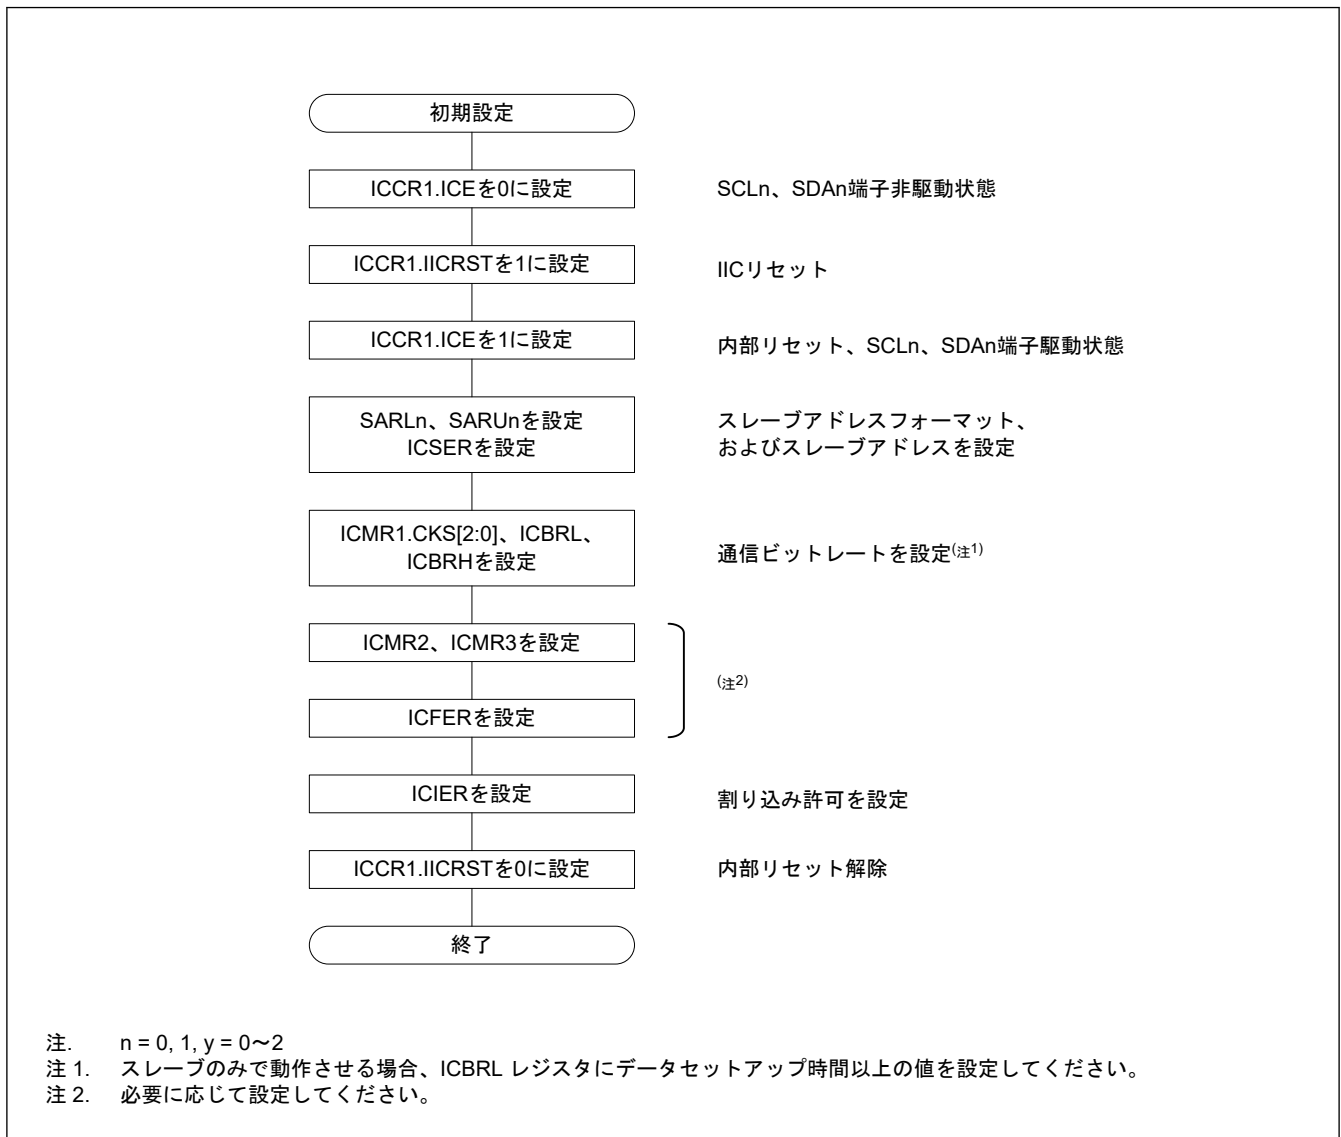 初期設定
ICCR1.ICEを0に設定
SCLn、SDAn端子非駆動状態
ICCR1.IICRSTを1に設定
IICリセット
ICCR1.ICEを1に設定
内部リセット、SCLn、SDAn端子駆動状態
SARLn、SARUnを設定
ICSERを設定
スレーブアドレスフォーマット、
およびスレーブアドレスを設定
ICMR1.CKS[2:0]、ICBRL、
ICBRHを設定
通信ビットレートを設定(注1)
ICMR2、ICMR3を設定
(注2)
ICFERを設定
ICIERを設定
割り込み許可を設定
ICCR1.IICRSTを0に設定
内部リセット解除
終了
注. n = 0, 1, y = 0～2
注 1. スレーブのみで動作させる場合、ICBRL レジスタにデータセットアップ時間以上の値を設定してください。
注 2. 必要に応じて設定してください。